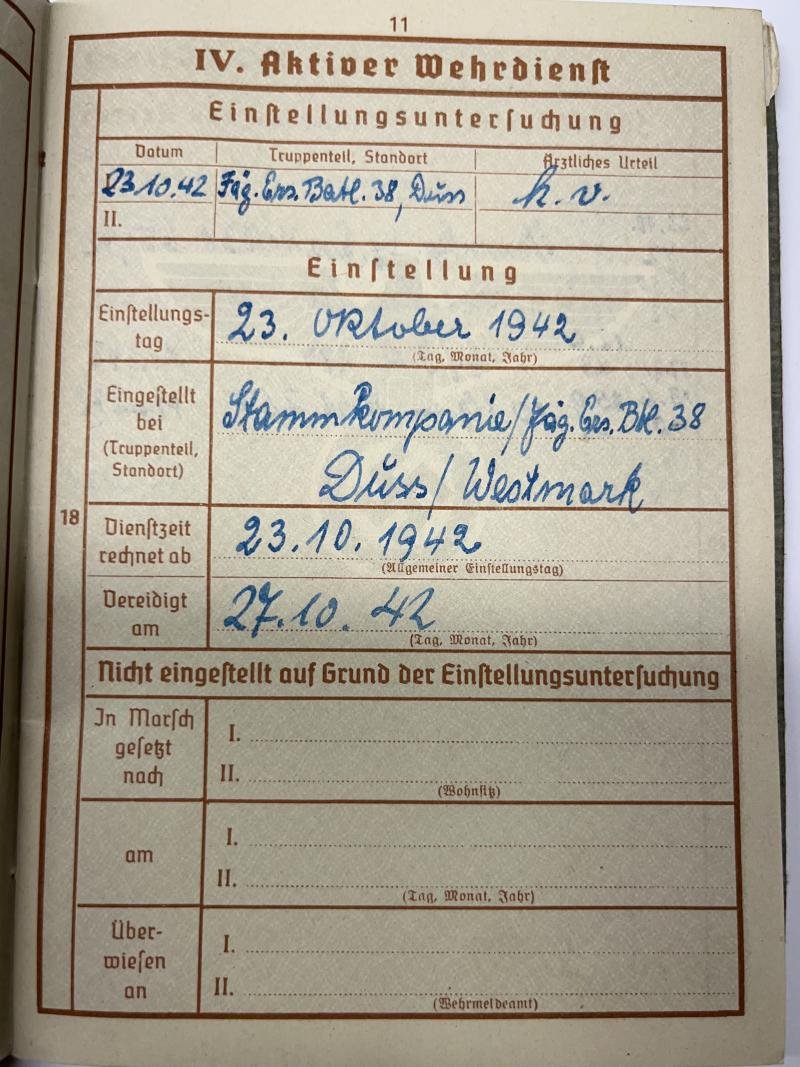 11
IV. Aktiver Wehrdienst
Einstellungsuntersuchung
Datum Truppenteil, Standort Ärztliches Urteil
23.10.42 Jäg. Ers. Batl. 38, Duss k. v.
II.
Einstellung
Einstellungs-
tag
23. Oktober 1942
(Tag, Monat, Jahr)
Eingestellt
bei
(Truppenteil,
Standort)
Stammkompanie/Jäg. Ers. Btl. 38
Duss/Westmark
18
Dienstzeit
rechnet ab
23.10.1942
(Allgemeiner Einstellungstag)
Vereidigt
am
27.10.42
(Tag, Monat, Jahr)
Nicht eingestellt auf Grund der Einstellungsuntersuchung
In Marsch
gesetzt
nach
I.
II.
(Wohnsitz)
am
I.
II.
(Tag, Monat, Jahr)
Über-
wiesen
an
I.
II.
(Wehrmeldeamt)